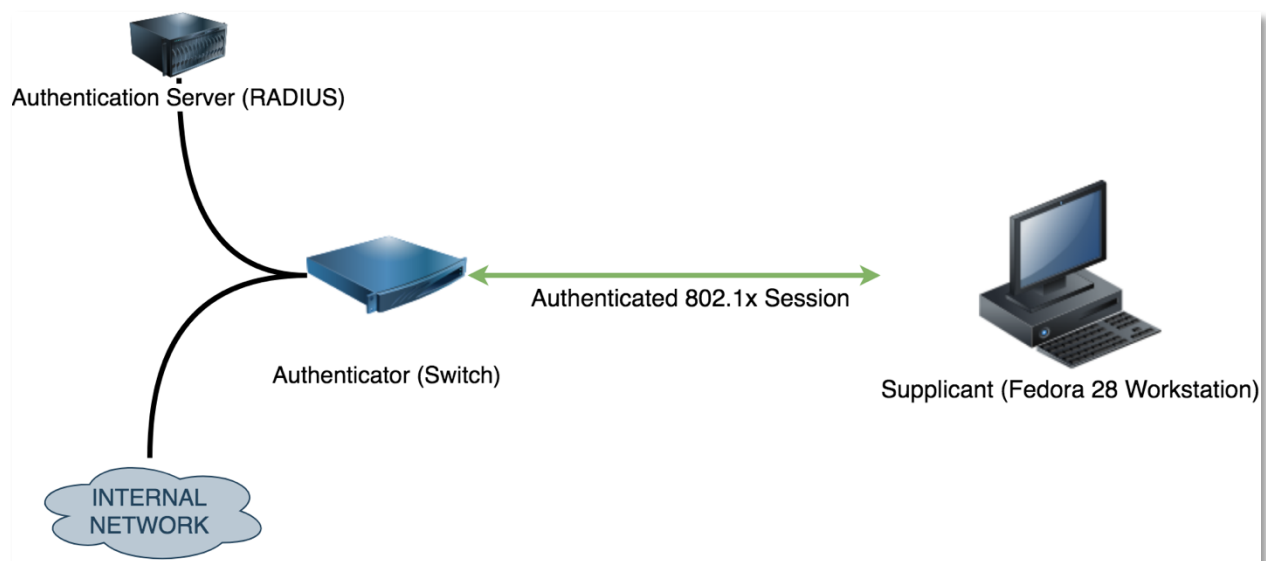 Authentication Server (RADIUS)
Authenticated 802.1x Session
Authenticator (Switch)
Supplicant (Fedora 28 Workstation)
INTERNAL
NETWORK